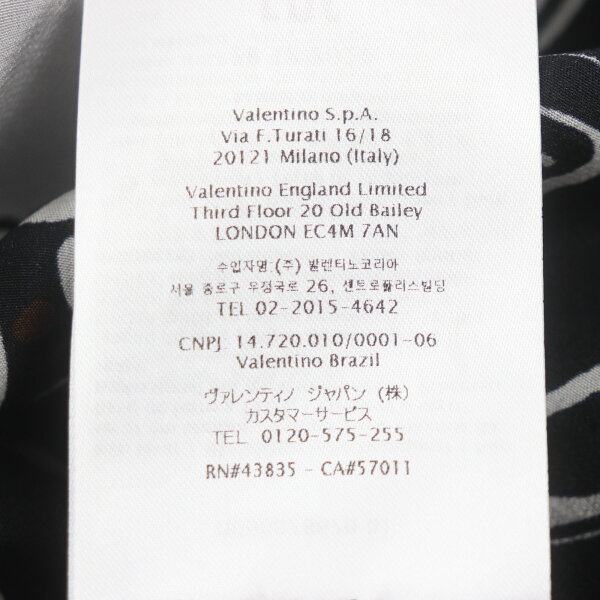 Valentino S.p.A.
Via F.Turati 16/18
20121 Milano (Italy)
Valentino England Limited
Third Floor 20 Old Bailey
LONDON EC4M 7AN
수입자명:(주) 발렌티노코리아
서울 종로구 우정국로 26, 센트로폴리스빌딩
TEL 02-2015-4642
CNPJ: 14.720.010/0001-06
Valentino Brazil
ヴァレンティノ ジャパン (株)
カスタマーサービス
TEL 0120-575-255
RN#43835 - CA#57011